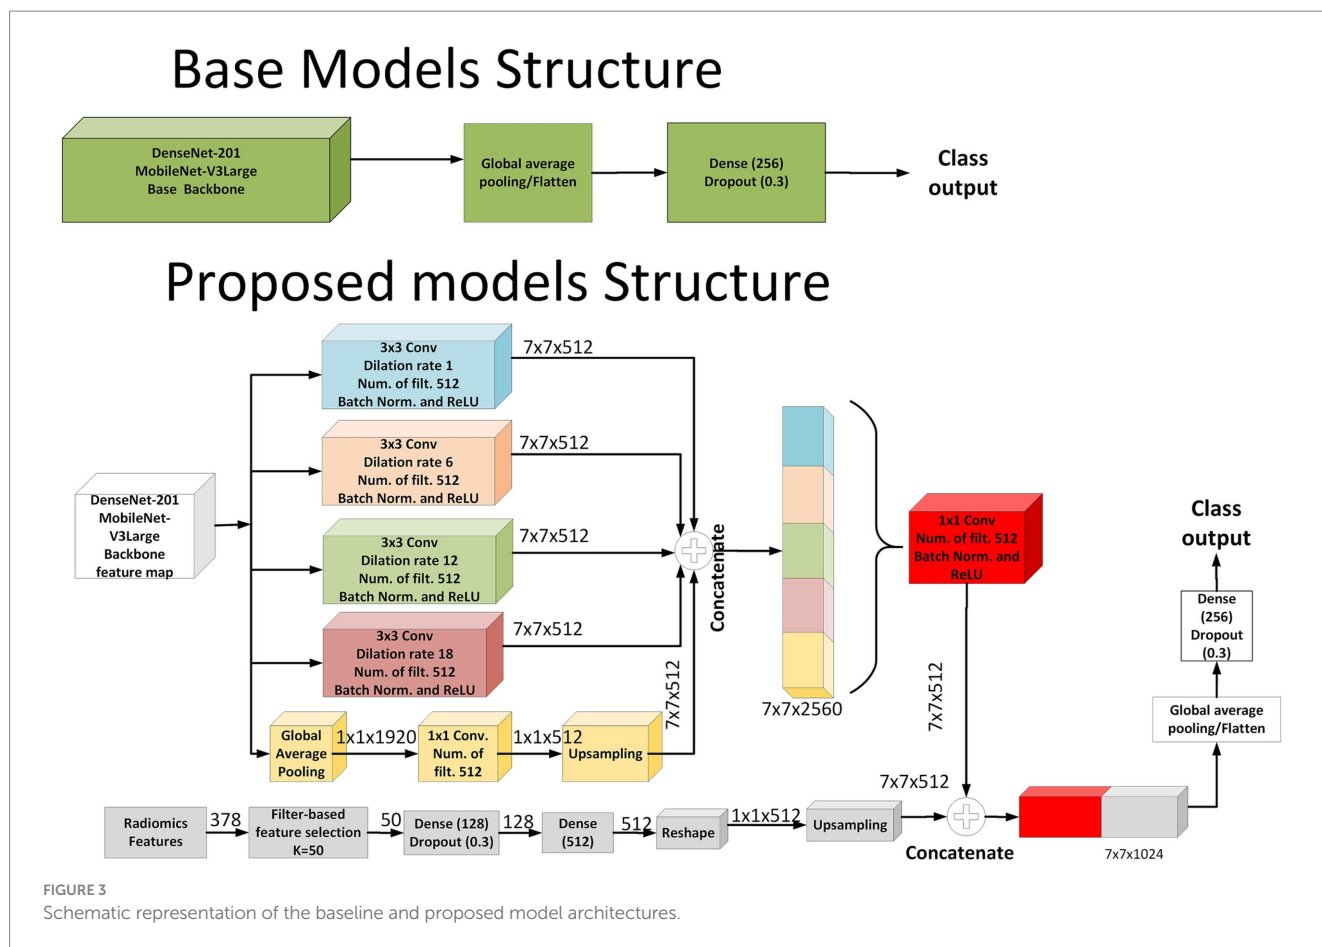 Base Models Structure
DenseNet-201
MobileNet-V3Large
Base Backbone
Global average
pooling/Flatten
Dense (256)
Dropout (0.3)
Class
output
Proposed models Structure
DenseNet-201
MobileNet-
V3Large
Backbone
feature map
3x3 Conv
Dilation rate 1
Num. of filt. 512
Batch Norm. and ReLU
7x7x512
3x3 Conv
Dilation rate 6
Num. of filt. 512
Batch Norm. and ReLU
7x7x512
3x3 Conv
Dilation rate 12
Num. of filt. 512
Batch Norm. and ReLU
7x7x512
3x3 Conv
Dilation rate 18
Num. of filt. 512
Batch Norm. and ReLU
7x7x512
Global
Average
Pooling
1x1x1920
1x1 Conv.
Num. of
filt. 512
1x1x512
Upsampling
7x7x512
Concatenate
7x7x2560
1x1 Conv
Num. of filt. 512
Batch Norm. and
ReLU
7x7x512
Radiomics
Features
378
Filter-based
feature selection
K=50
50
Dense (128)
Dropout (0.3)
128
Dense
(512)
512
Reshape
1x1x512
Upsampling
7x7x512
Concatenate
7x7x1024
Global average
pooling/Flatten
Dense
(256)
Dropout
(0.3)
Class
output
FIGURE 3
Schematic representation of the baseline and proposed model architectures.